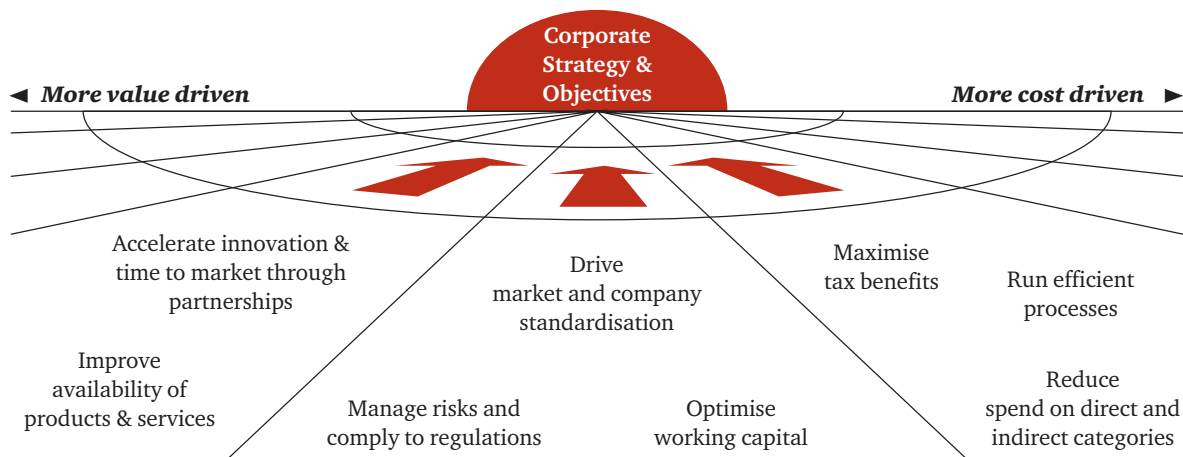 Corporate
Strategy &
Objectives
More value driven
More cost driven
Accelerate innovation &
time to market through
partnerships
Drive
market and company
standardisation
Maximise
tax benefits
Run efficient
processes
Improve
availability of
products & services
Manage risks and
comply to regulations
Optimise
working capital
Reduce
spend on direct and
indirect categories